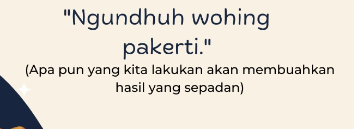 "Ngundhuh wohing
pakerti."
(Apa pun yang kita lakukan akan membuahkan
hasil yang sepadan)